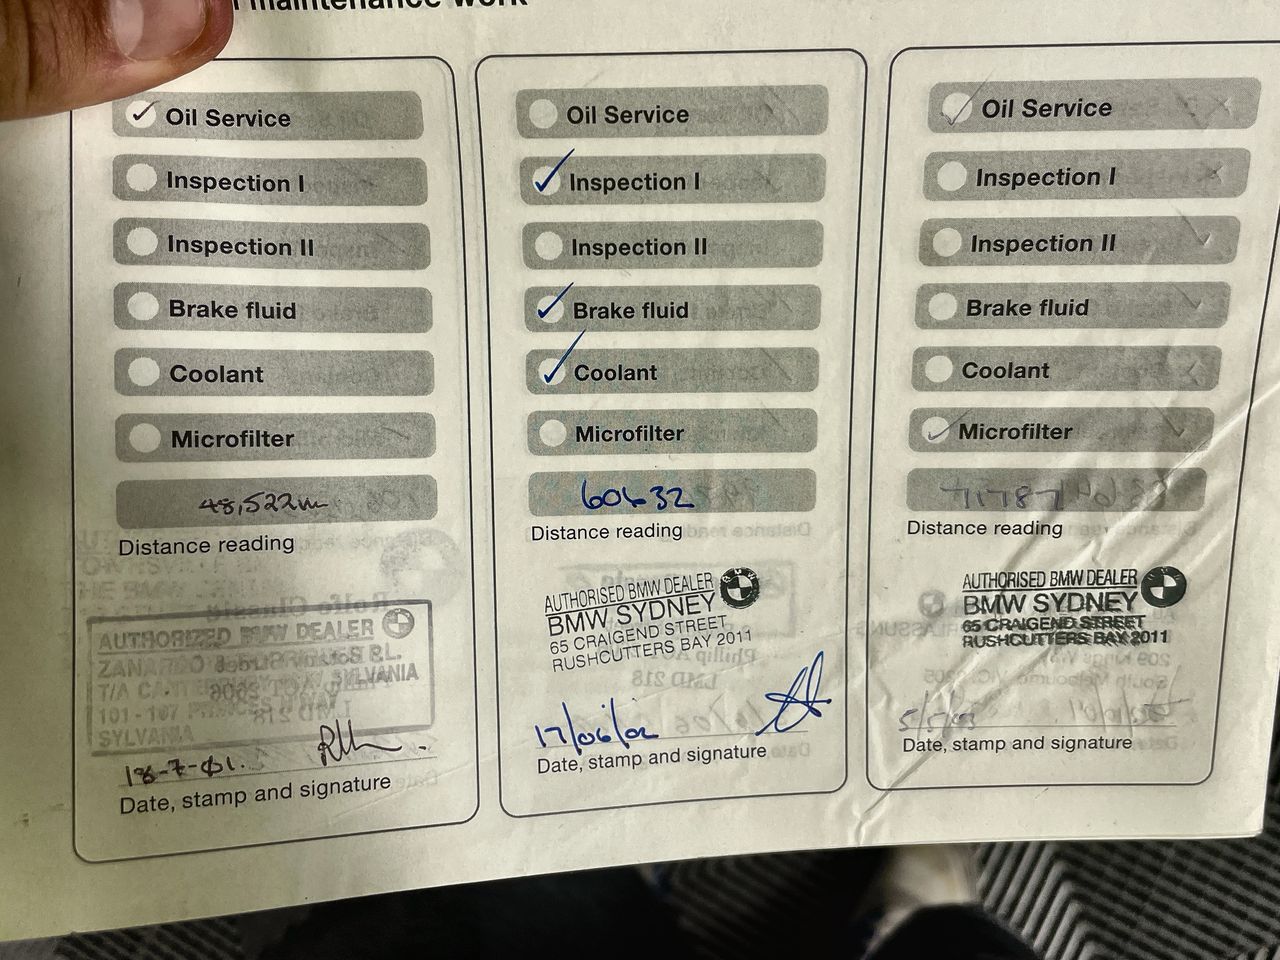 maintenance work
Oil Service
Inspection I
Inspection II
Brake fluid
Coolant
Microfilter
48,522
Distance reading
AUTHORIZED BMW DEALER
T/A
SYLVANIA
101 - 107 PRINCES
SYLVANIA
18-7-01.
Date, stamp and signature
Oil Service
Inspection I
Inspection II
Brake fluid
Coolant
Microfilter
60632
Distance reading
AUTHORISED BMW DEALER
BMW SYDNEY
65 CRAIGEND STREET
RUSHCUTTERS BAY 2011
17/06/02
Date, stamp and signature
Oil Service
Inspection I
Inspection II
Brake fluid
Coolant
Microfilter
71787
Distance reading
AUTHORISED BMW DEALER
BMW SYDNEY
65 CRAIGEND STREET
RUSHCUTTERS BAY 2011
5/5/03
Date, stamp and signature